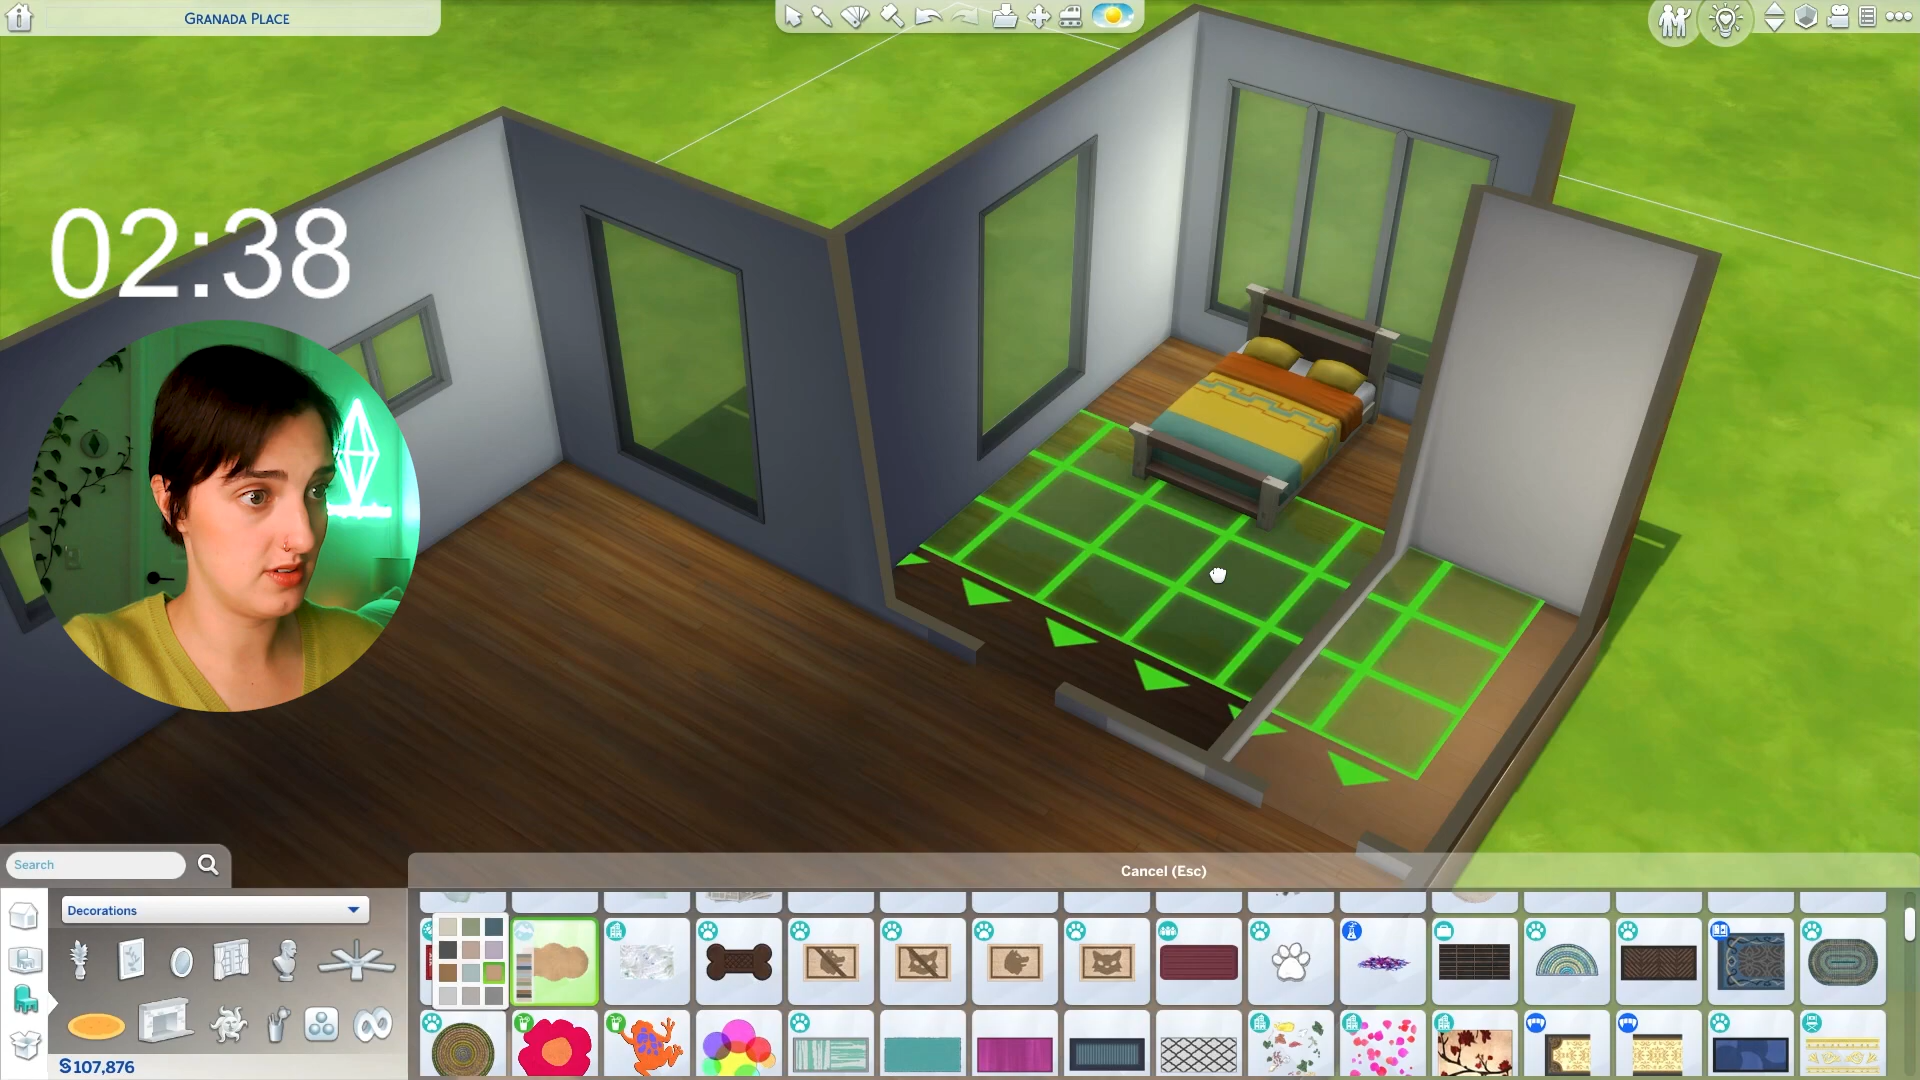 GRANADA PLACE
02:38
Search
Cancel (Esc)
Decorations
§107,876